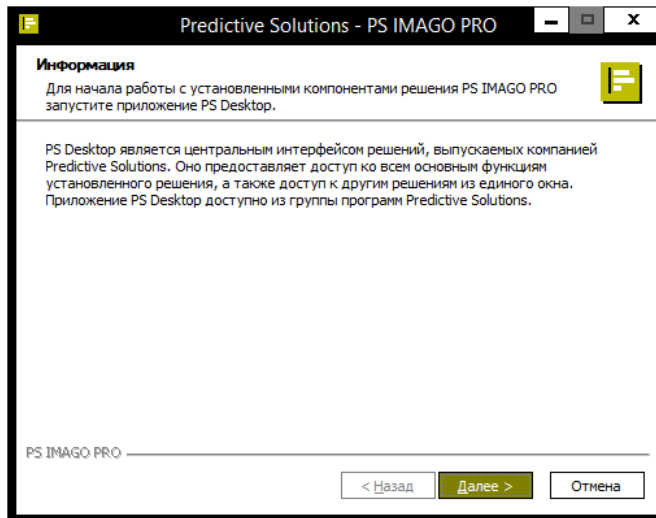 Predictive Solutions - PS IMAGO PRO
Информация
Для начала работы с установленными компонентами решения PS IMAGO PRO
запустите приложение PS Desktop.
PS Desktop является центральным интерфейсом решений, выпускаемых компанией
Predictive Solutions. Оно предоставляет доступ ко всем основным функциям
установленного решения, а также доступ к другим решениям из единого окна.
Приложение PS Desktop доступно из группы программ Predictive Solutions.
PS IMAGO PRO
< Назад Далее > Отмена